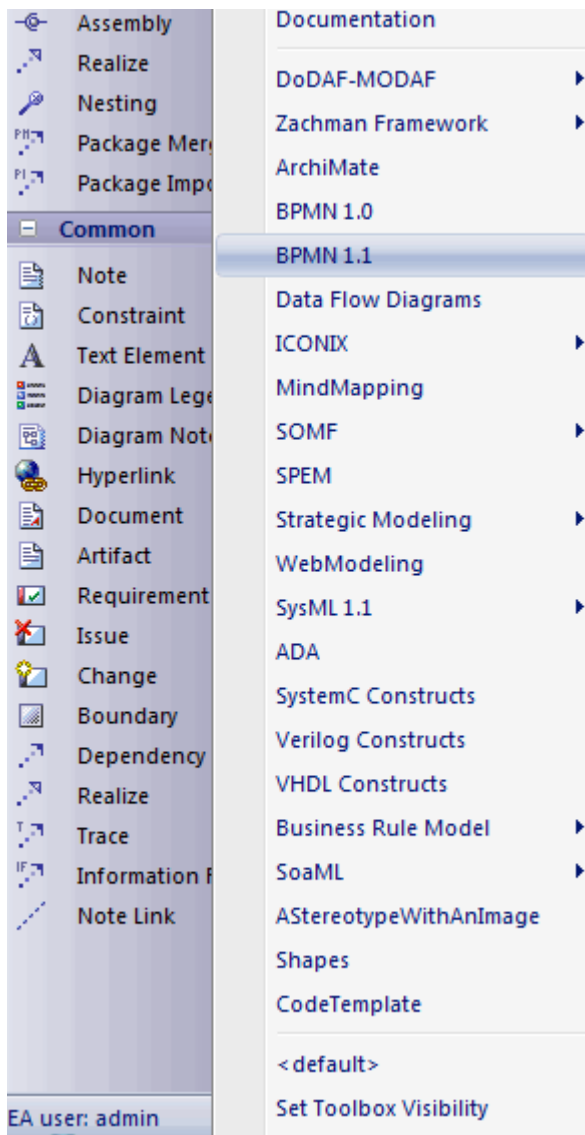 Assembly
Realize
Nesting
Package Mer
Package Impo
Common
Note
Constraint
Text Element
Diagram Lege
Diagram Not
Hyperlink
Document
Artifact
Requirement
Issue
Change
Boundary
Dependency
Realize
Trace
Information F
Note Link
EA user: admin
Documentation
DoDAF-MODAF
Zachman Framework
ArchiMate
BPMN 1.0
BPMN 1.1
Data Flow Diagrams
ICONIX
MindMapping
SOMF
SPEM
Strategic Modeling
WebModeling
SysML 1.1
ADA
SystemC Constructs
Verilog Constructs
VHDL Constructs
Business Rule Model
SoaML
AStereotypeWithAnImage
Shapes
CodeTemplate
<default>
Set Toolbox Visibility